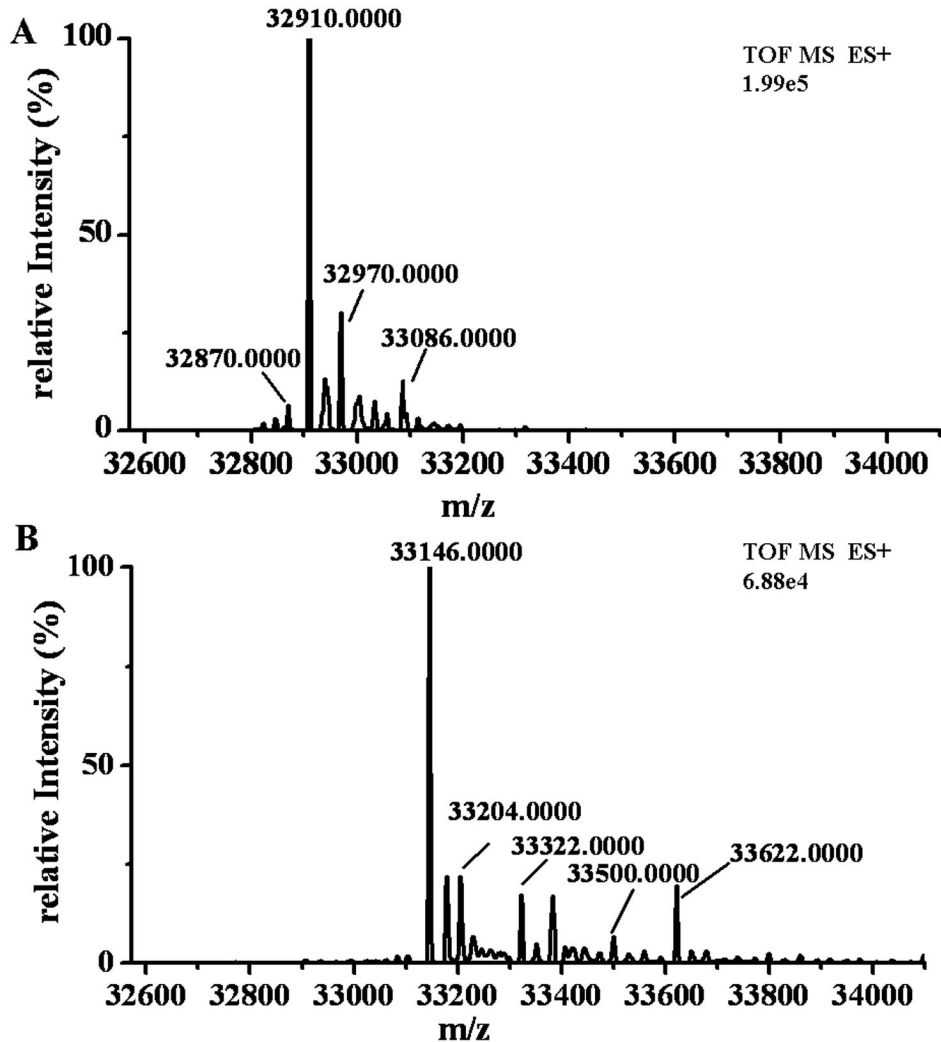 A
32910.0000
100
TOF MS ES+
1.99e5
relative Intensity (%)
50
32970.0000
33086.0000
32870.0000
0
32600 32800 33000 33200 33400 33600 33800 34000
m/z
B
33146.0000
100
TOF MS ES+
6.88e4
relative Intensity (%)
50
33204.0000
33322.0000
33500.0000
33622.0000
0
32600 32800 33000 33200 33400 33600 33800 34000
m/z